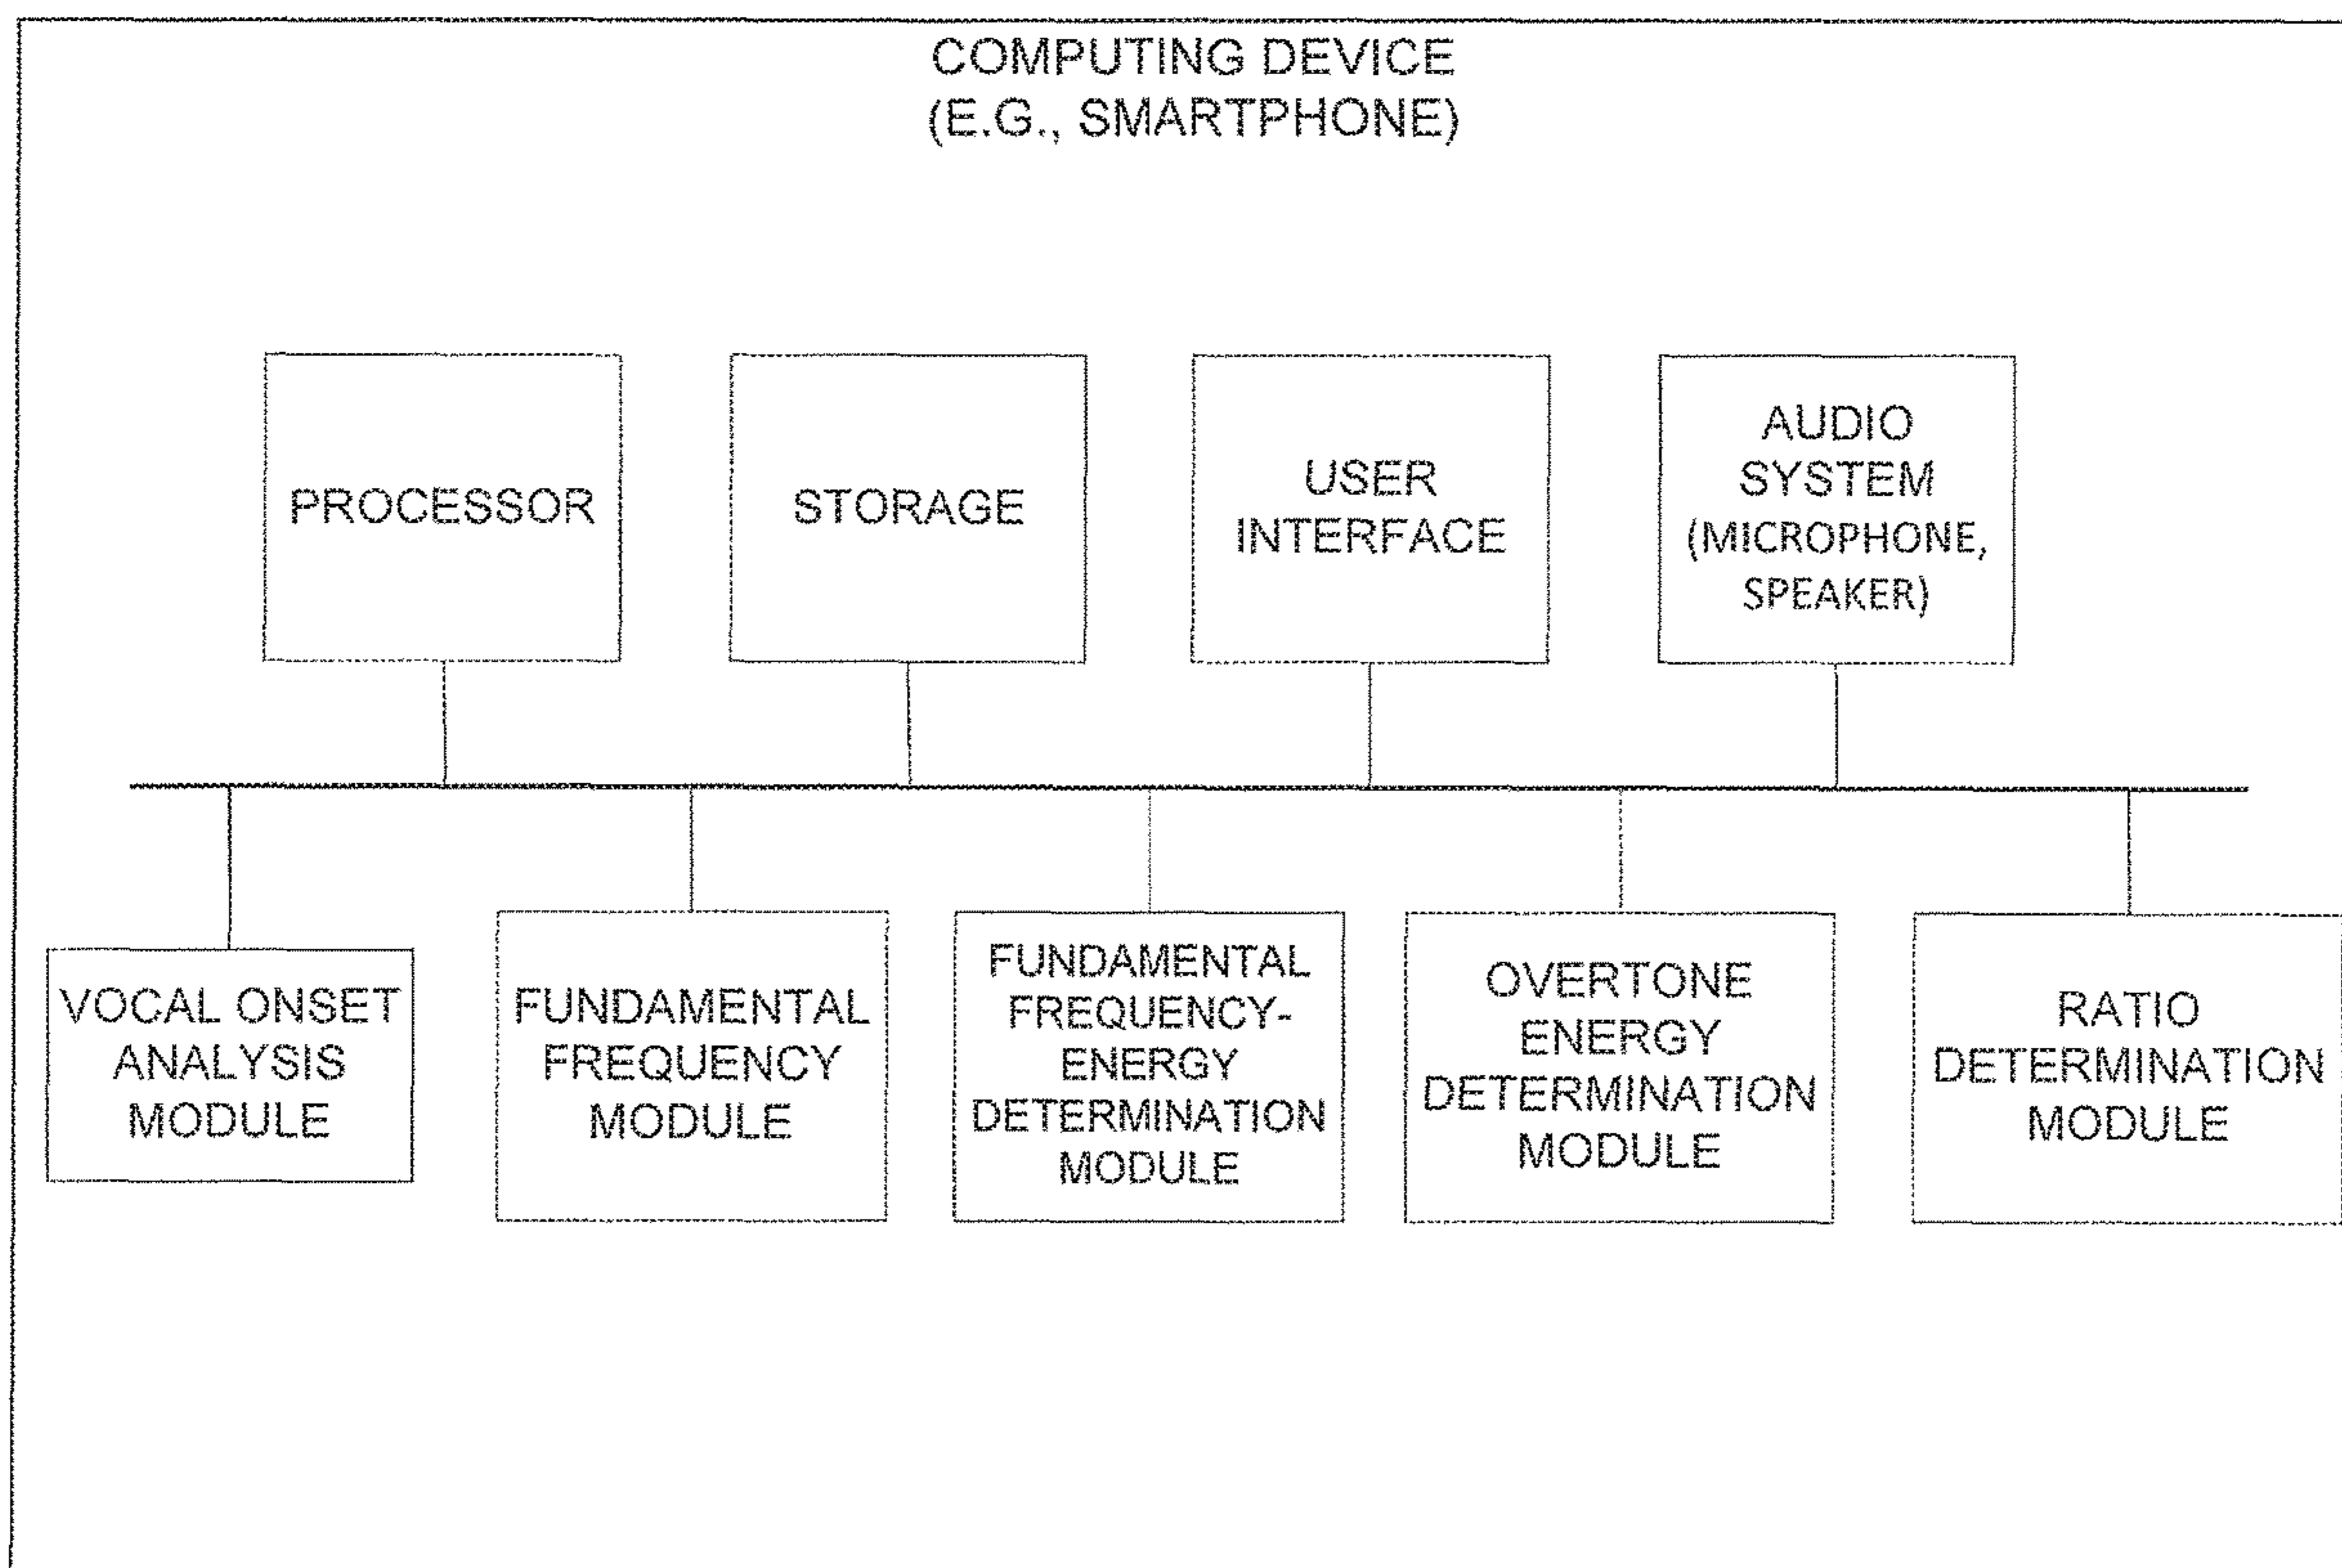 COMPUTING DEVICE
(E.G., SMARTPHONE)
PROCESSOR
STORAGE
USER
INTERFACE
AUDIO
SYSTEM
(MICROPHONE,
SPEAKER)
VOCAL ONSET
ANALYSIS
MODULE
FUNDAMENTAL
FREQUENCY
MODULE
FUNDAMENTAL
FREQUENCY-
ENERGY
DETERMINATION
MODULE
OVERTONE
ENERGY
DETERMINATION
MODULE
RATIO
DETERMINATION
MODULE